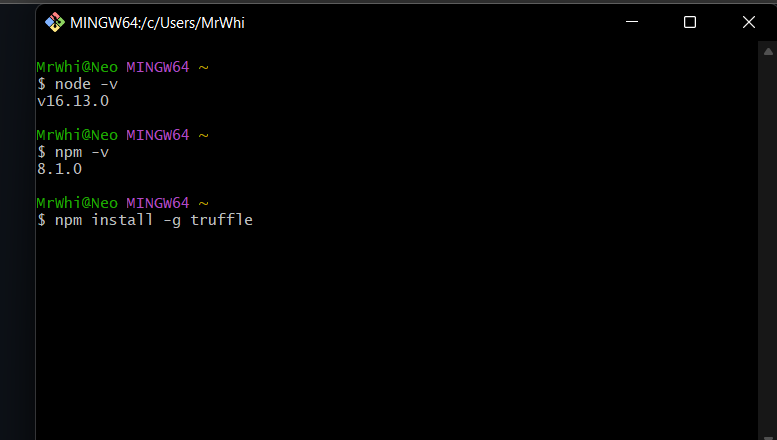 MINGW64:/c/Users/MrWhi
MrWhi@Neo MINGW64 ~
$ node -v
v16.13.0
MrWhi@Neo MINGW64 ~
$ npm -v
8.1.0
MrWhi@Neo MINGW64 ~
$ npm install -g truffle